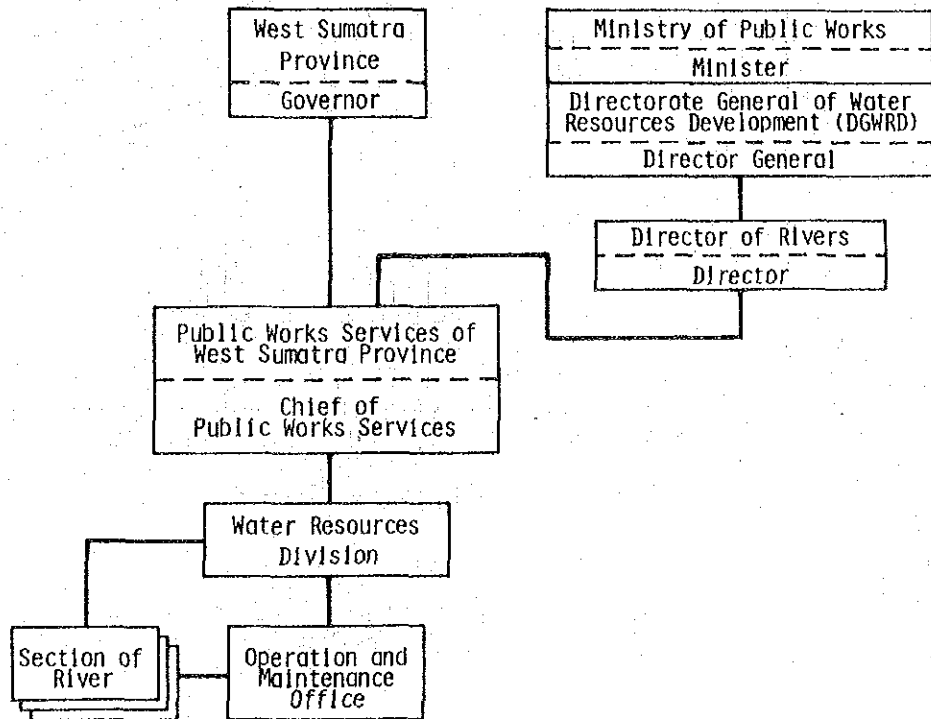 West Sumatra
Province
Governor
Ministry of Public Works
Minister
Directorate General of Water
Resources Development (DGWRD)
Director General
Director of Rivers
Director
Public Works Services of
West Sumatra Province
Chief of
Public Works Services
Water Resources
Division
Section of
River
Operation and
Maintenance
Office